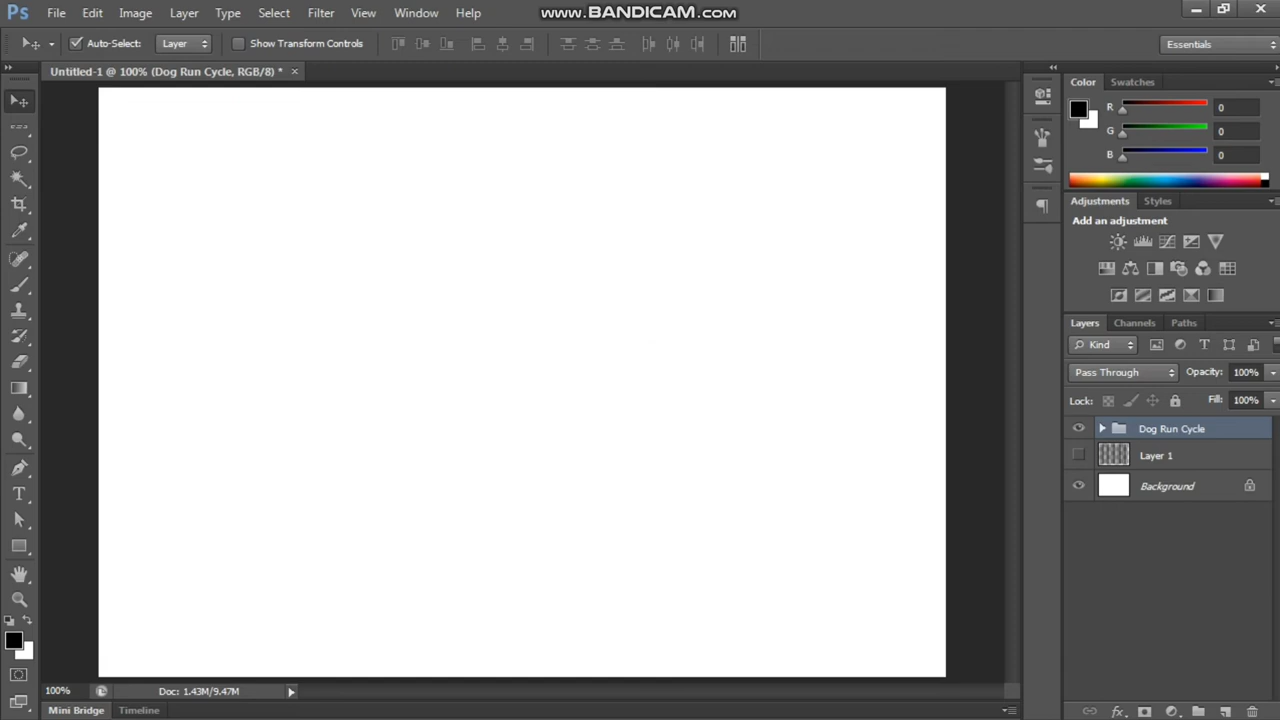 Ps File Edit Image Layer Type Select Filter View Window Help
www.BANDICAM.com
Auto-Select: Layer Show Transform Controls
Essentials
Untitled-1 @ 100% (Dog Run Cycle, RGB/8) *
Color Swatches
R 0
G 0
B 0
Adjustments Styles
Add an adjustment
Layers Channels Paths
Kind
Pass Through Opacity: 100%
Lock: Fill: 100%
Dog Run Cycle
Layer 1
Background
100% Doc: 1.43M/9.47M
Mini Bridge Timeline